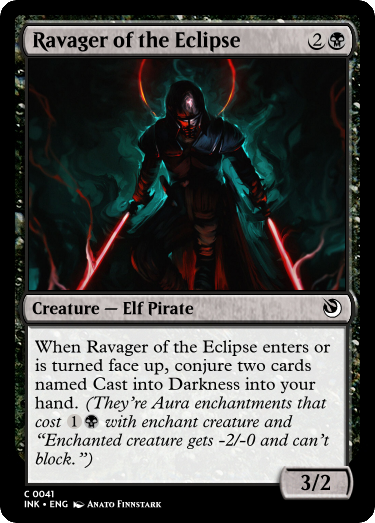 Ravager of the Eclipse 2
Creature — Elf Pirate
When Ravager of the Eclipse enters or
is turned face up, conjure two cards
named Cast into Darkness into your
hand. (They're Aura enchantments that
cost 1 with enchant creature and
“Enchanted creature gets -2/-0 and can't
block.”)
3/2
C 0041
INK • ENG Anato Finnstark